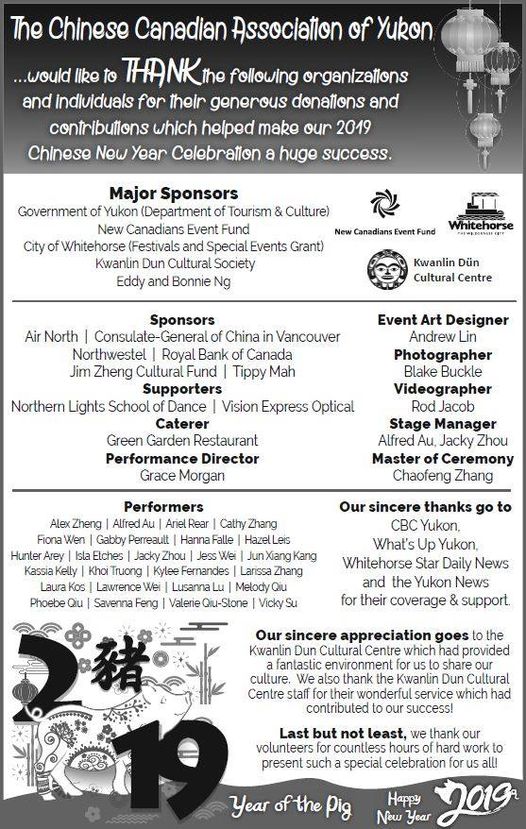 The Chinese Canadian Association of Yukon
...would like to THANK the following organizations
and individuals for their generous donations and
contributions which helped make our 2019
Chinese New Year Celebration a huge success.
Major Sponsors
Government of Yukon (Department of Tourism & Culture)
New Canadians Event Fund
City of Whitehorse (Festivals and Special Events Grant)
Kwanlin Dun Cultural Society
Eddy and Bonnie Ng
New Canadians Event Fund
Whitehorse
THE WILDERNESS CITY
Kwanlin Dün
Cultural Centre
Sponsors
Air North | Consulate-General of China in Vancouver
Northwestel | Royal Bank of Canada
Jim Zheng Cultural Fund | Tippy Mah
Supporters
Northern Lights School of Dance | Vision Express Optical
Caterer
Green Garden Restaurant
Performance Director
Grace Morgan
Event Art Designer
Andrew Lin
Photographer
Blake Buckle
Videographer
Rod Jacob
Stage Manager
Alfred Au, Jacky Zhou
Master of Ceremony
Chaofeng Zhang
Performers
Alex Zheng | Alfred Au | Ariel Rear | Cathy Zhang
Fiona Wen | Gabby Perreault | Hanna Falle | Hazel Leis
Hunter Arey | Isla Etches | Jacky Zhou | Jess Wei | Jun Xiang Kang
Kassia Kelly | Khoi Truong | Kylee Fernandes | Larissa Zhang
Laura Kos | Lawrence Wei | Lusanna Lu | Melody Qiu
Phoebe Qiu | Savenna Feng | Valerie Qiu-Slone | Vicky Su
Our sincere thanks go to
CBC Yukon,
What's Up Yukon,
Whitehorse Star Daily News
and the Yukon News
for their coverage & support.
豬
2019
Our sincere appreciation goes to the
Kwanlin Dun Cultural Centre which had provided
a fantastic environment for us to share our
culture. We also thank the Kwanlin Dun Cultural
Centre staff for their wonderful service which had
contributed to our success!
Last but not least, we thank our
volunteers for countless hours of hard work to
present such a special celebration for us all!
Year of the Pig
Happy
New Year
2019